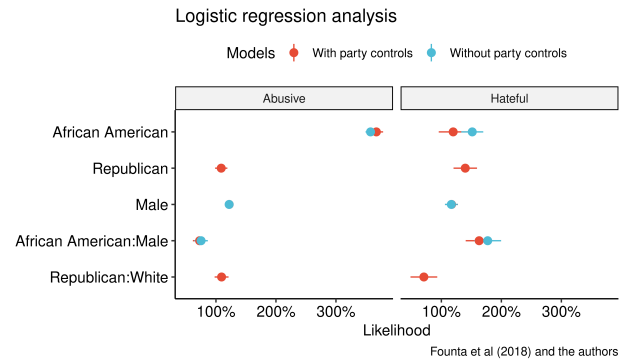 Logistic regression analysis
Models With party controls Without party controls
Abusive Hateful
African American
Republican
Male
African American:Male
Republican:White
100% 200% 300% 100% 200% 300%
Likelihood
Founta et al (2018) and the authors